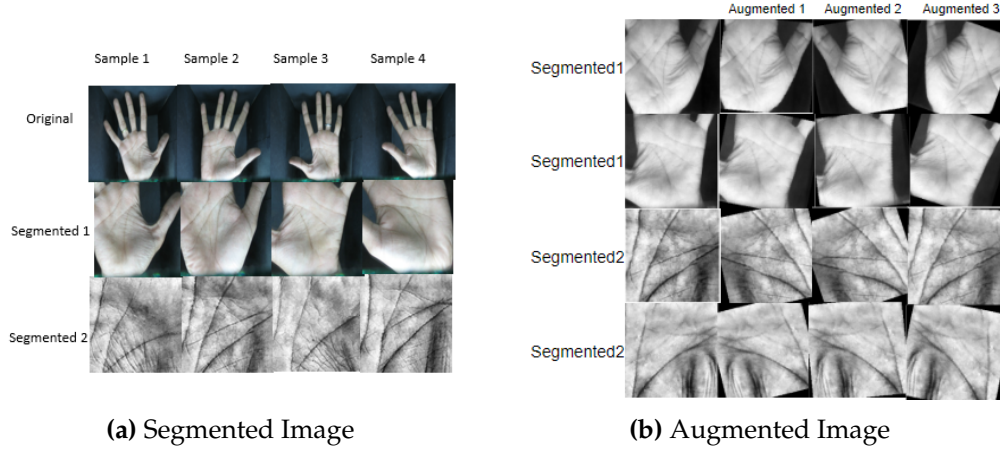 Sample 1 Sample 2 Sample 3 Sample 4
Original
Segmented 1
Segmented 2
(a) Segmented Image
Augmented 1 Augmented 2 Augmented 3
Segmented1
Segmented1
Segmented2
Segmented2
(b) Augmented Image